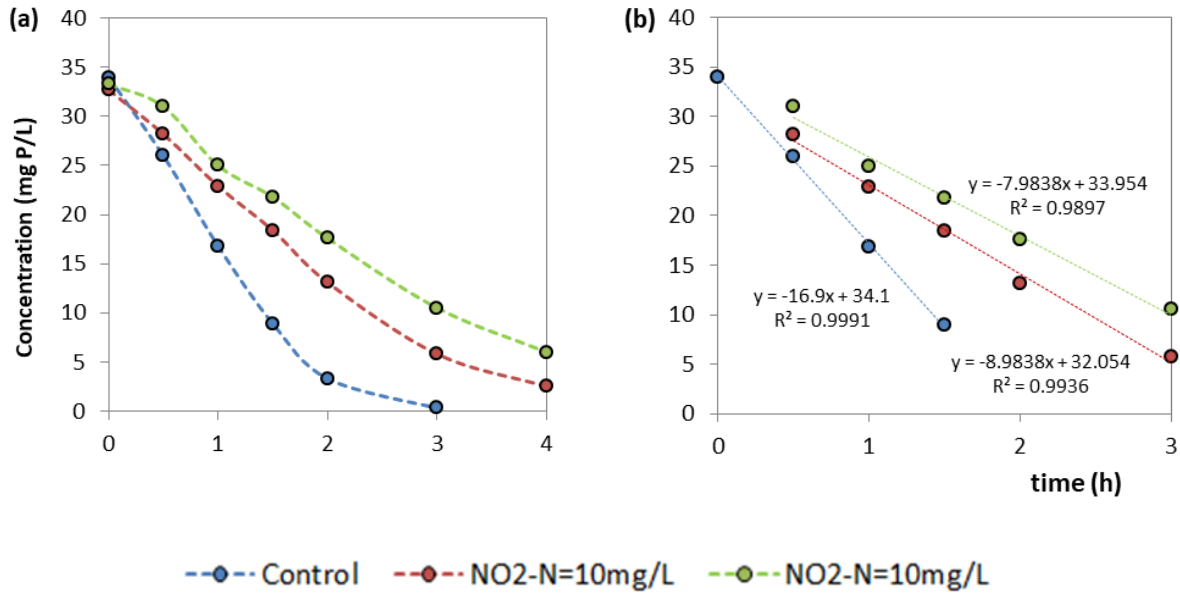 (a)
40
35
30
25
20
15
10
5
0
Concentration (mg P/L)
0 1 2 3 4
(b)
40
35
30
25
20
15
10
5
0
y = -7.9838x + 33.954
R² = 0.9897
y = -16.9x + 34.1
R² = 0.9991
y = -8.9838x + 32.054
R² = 0.9936
0 1 2 3
time (h)
Control NO2-N=10mg/L NO2-N=10mg/L